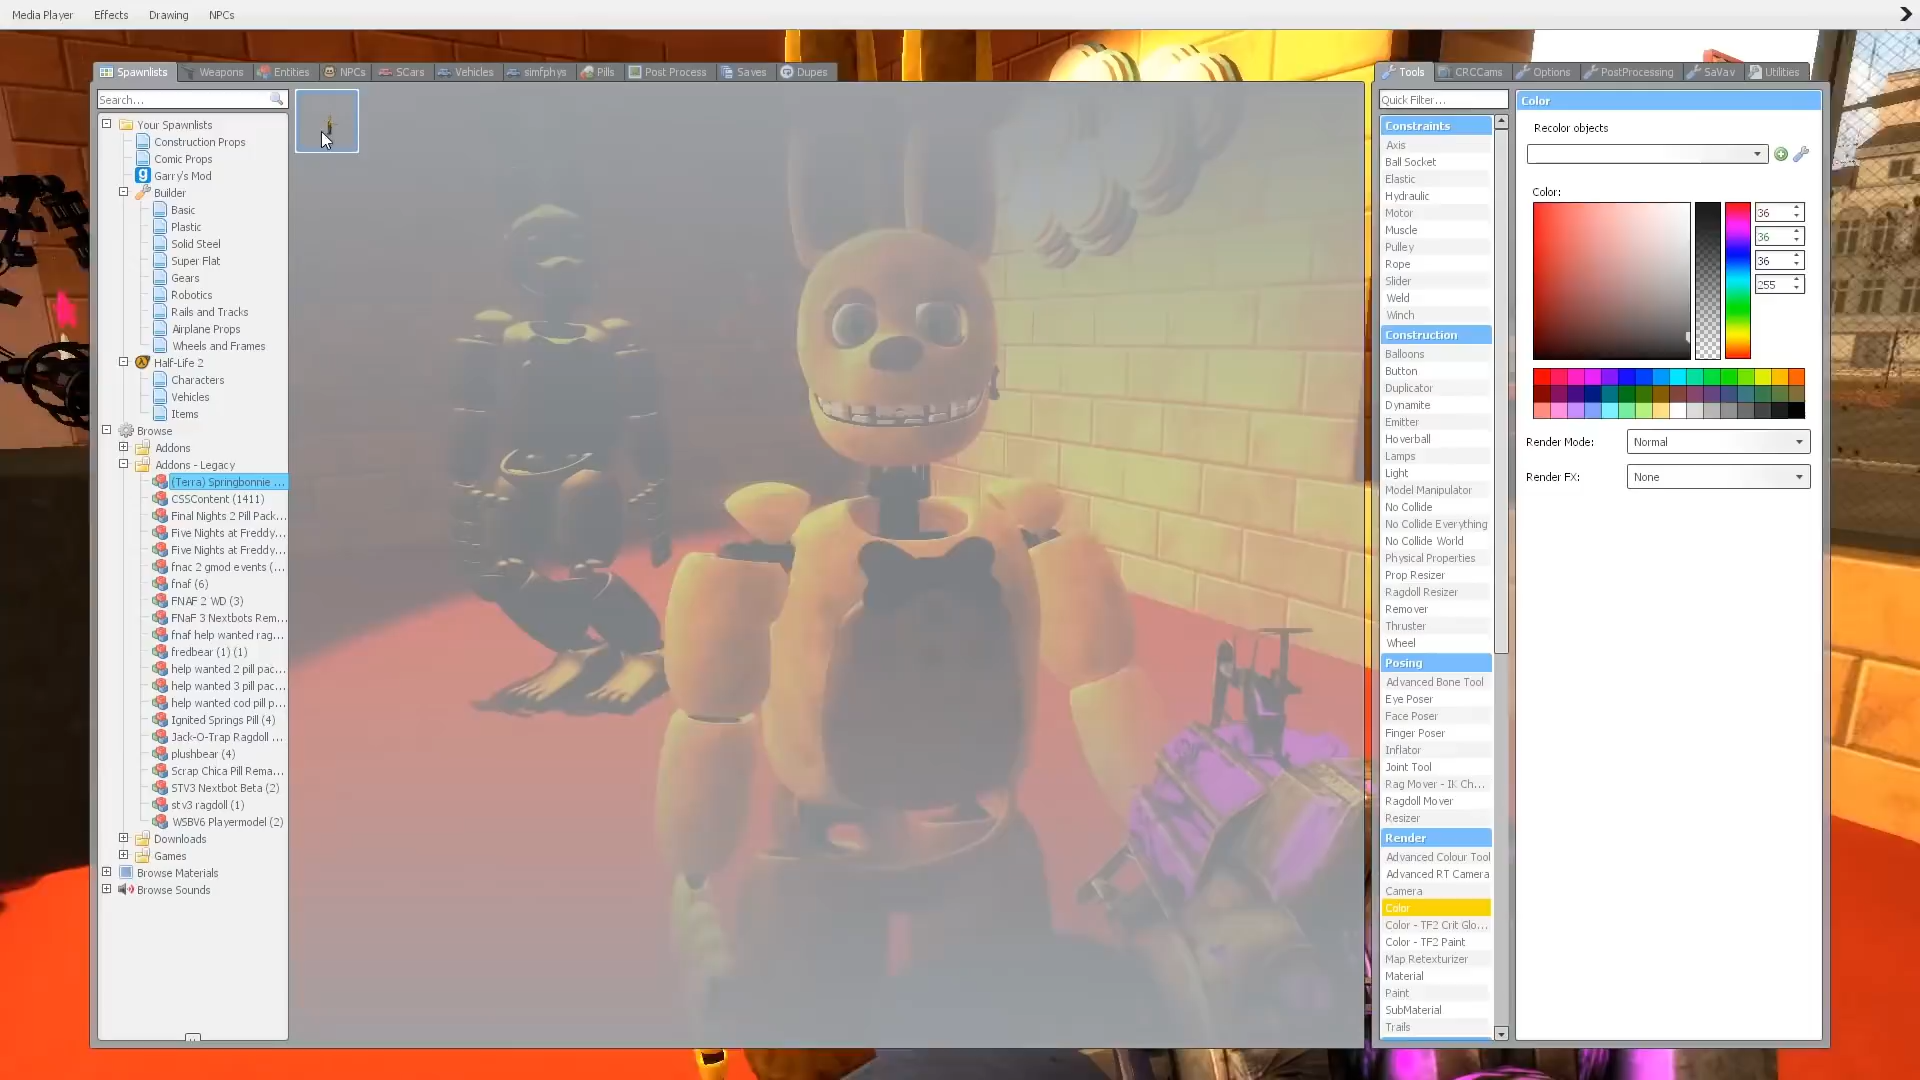 Media Player Effects Drawing NPCs
Spawnlists Weapons Entities NPCs SCars Vehicles simfphys Pills Post Process Saves Dupes
Search...
Your Spawnlists
Construction Props
Comic Props
Garry's Mod
Builder
Basic
Plastic
Solid Steel
Super Flat
Gears
Robotics
Rails and Tracks
Airplane Props
Wheels and Frames
Half-Life 2
Characters
Vehicles
Items
Browse
Addons
Addons - Legacy
(Terra) Springbonnie ...
CSSContent (1411)
Final Nights 2 Pill Pack...
Five Nights at Freddy...
Five Nights at Freddy...
fnac 2 gmod events (...
fnaf (6)
FNAF 2 WD (3)
FNaF 3 Nextbots Rem...
fnaf help wanted rag...
fredbear (1) (1)
help wanted 2 pill pac...
help wanted 3 pill pac...
help wanted cod pill p...
Ignited Springs Pill (4)
Jack-O-Trap Ragdoll ...
plushbear (4)
Scrap Chica Pill Rema...
STV3 Nextbot Beta (2)
stv3 ragdoll (1)
WSBV6 Playermodel (2)
Downloads
Games
Browse Materials
Browse Sounds
Tools CRCCams Options PostProcessing SaVav Utilities
Quick Filter...
Constraints
Axis
Ball Socket
Elastic
Hydraulic
Motor
Muscle
Pulley
Rope
Slider
Weld
Winch
Construction
Balloons
Button
Duplicator
Dynamite
Emitter
Hoverball
Lamps
Light
Model Manipulator
No Collide
No Collide Everything
No Collide World
Physical Properties
Prop Resizer
Ragdoll Resizer
Remover
Thruster
Wheel
Posing
Advanced Bone Tool
Eye Poser
Face Poser
Finger Poser
Inflator
Joint Tool
Rag Mover - IK Ch...
Ragdoll Mover
Resizer
Render
Advanced Colour Tool
Advanced RT Camera
Camera
Color
Color - TF2 Crit Glo...
Color - TF2 Paint
Map Retexturizer
Material
Paint
SubMaterial
Trails
Color
Recolor objects
Color:
36
36
36
255
Render Mode: Normal
Render FX: None